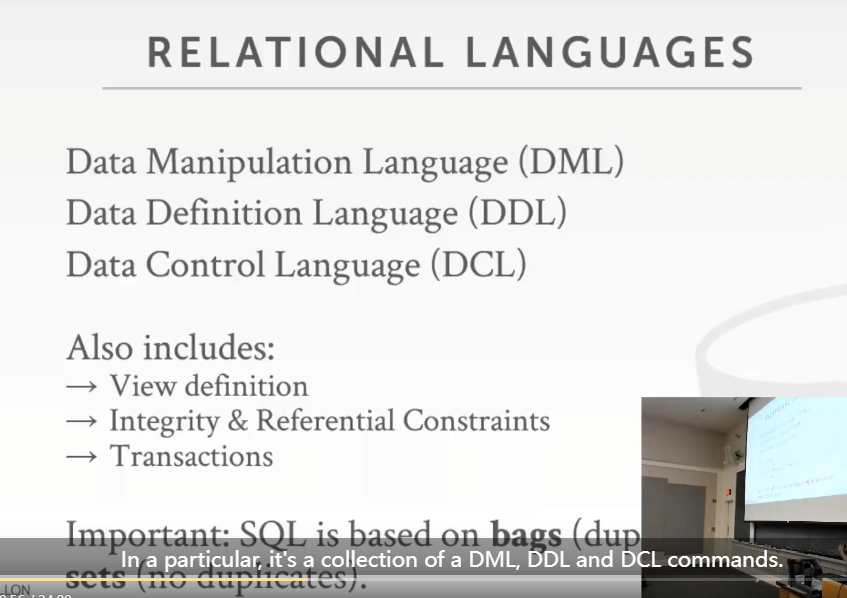 RELATIONAL LANGUAGES
Data Manipulation Language (DML)
Data Definition Language (DDL)
Data Control Language (DCL)
Also includes:
→ View definition
→ Integrity & Referential Constraints
→ Transactions
Important: SQL is based on bags (dup
In a particular, it's a collection of a DML, DDL and DCL commands.
sets (no duplicates).
LON